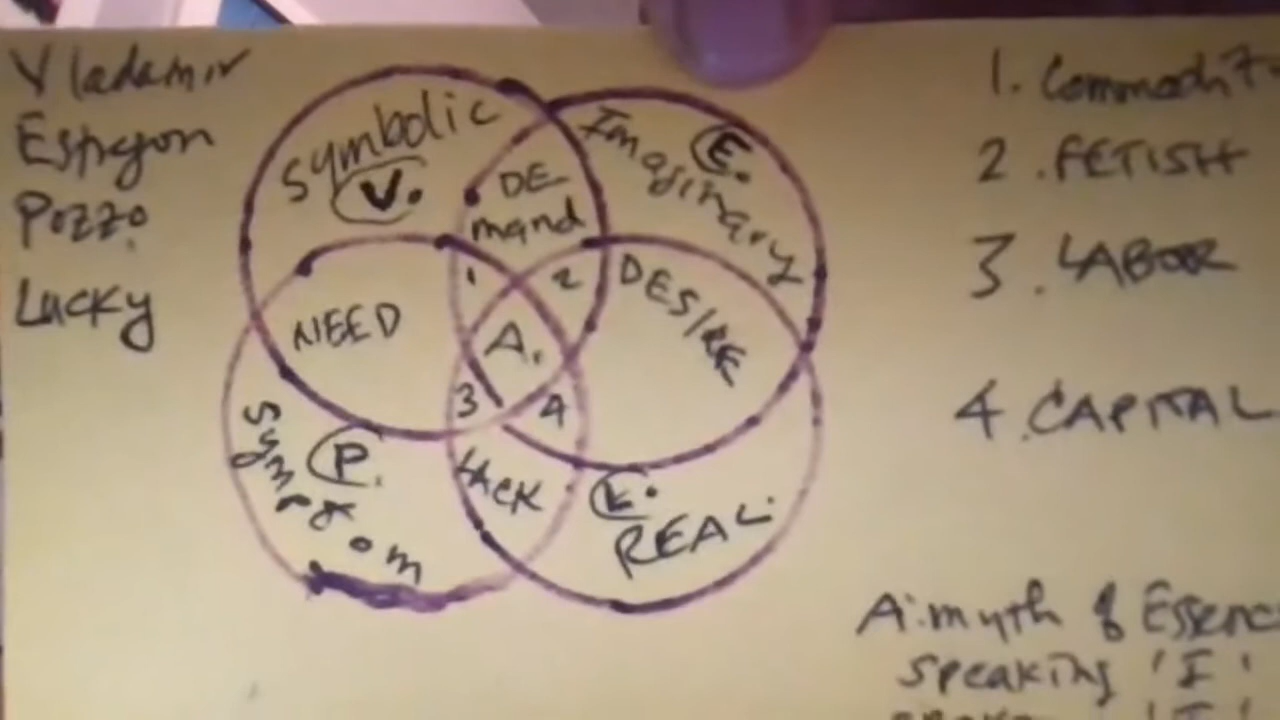 Vladamir
Estragon
Pozzo
Lucky
Symbolic
V.
Imaginary
E.
DE
mand
NEED
1
2
DESIRE
A.
3
4
Symptom
P.
LACK
L.
REAL.
1. Commodit
2. FETISH
3. LABOR
4. CAPITAL
A: myth of Essenc
speaking 'I'